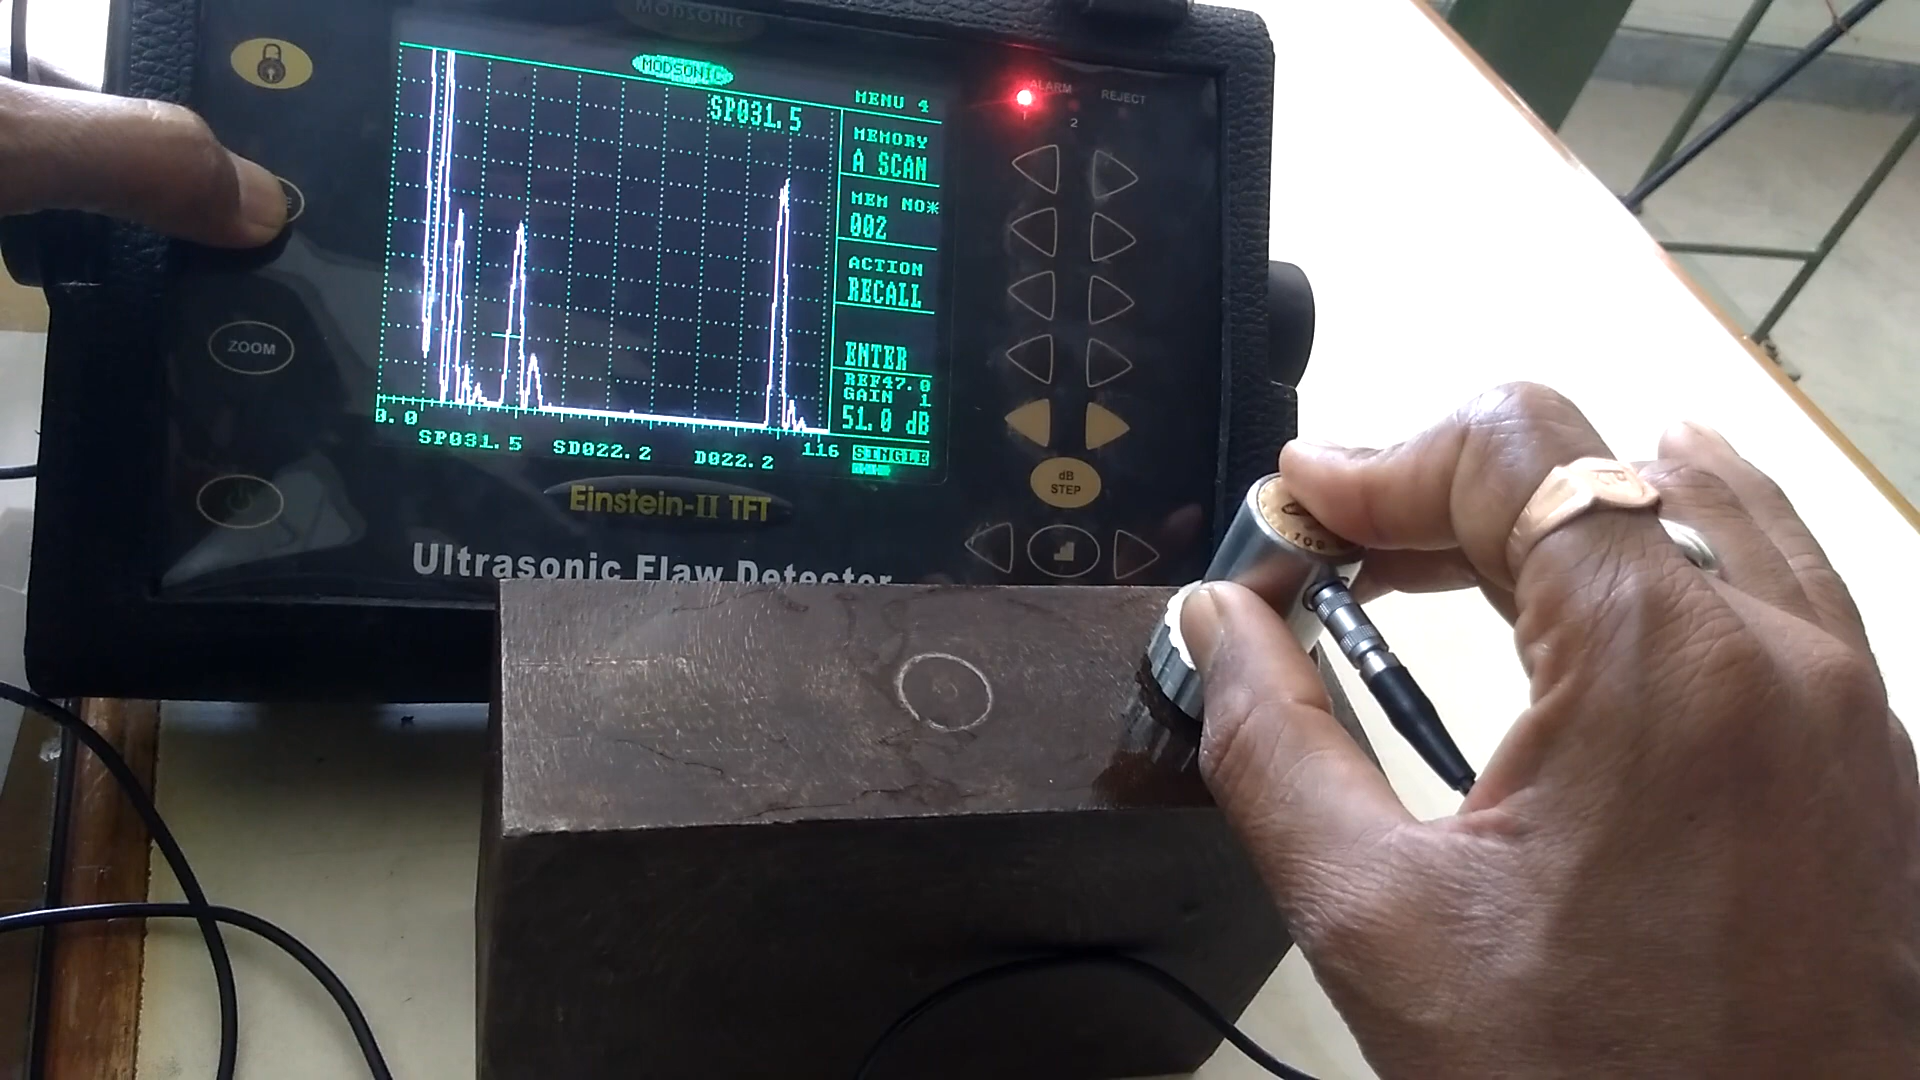 MODSONIC
MODSONIC
SP031.5
MENU 4
MEMORY
A SCAN
MEM NO*
002
ACTION
RECALL
ENTER
REF47.0
GAIN 1
51.0 dB
0.0
116
SP031.5 SD022.2 D022.2
SINGLE
ALARM
REJECT
1
2
ZOOM
dB
STEP
Einstein-II TFT
Ultrasonic Flaw Detector